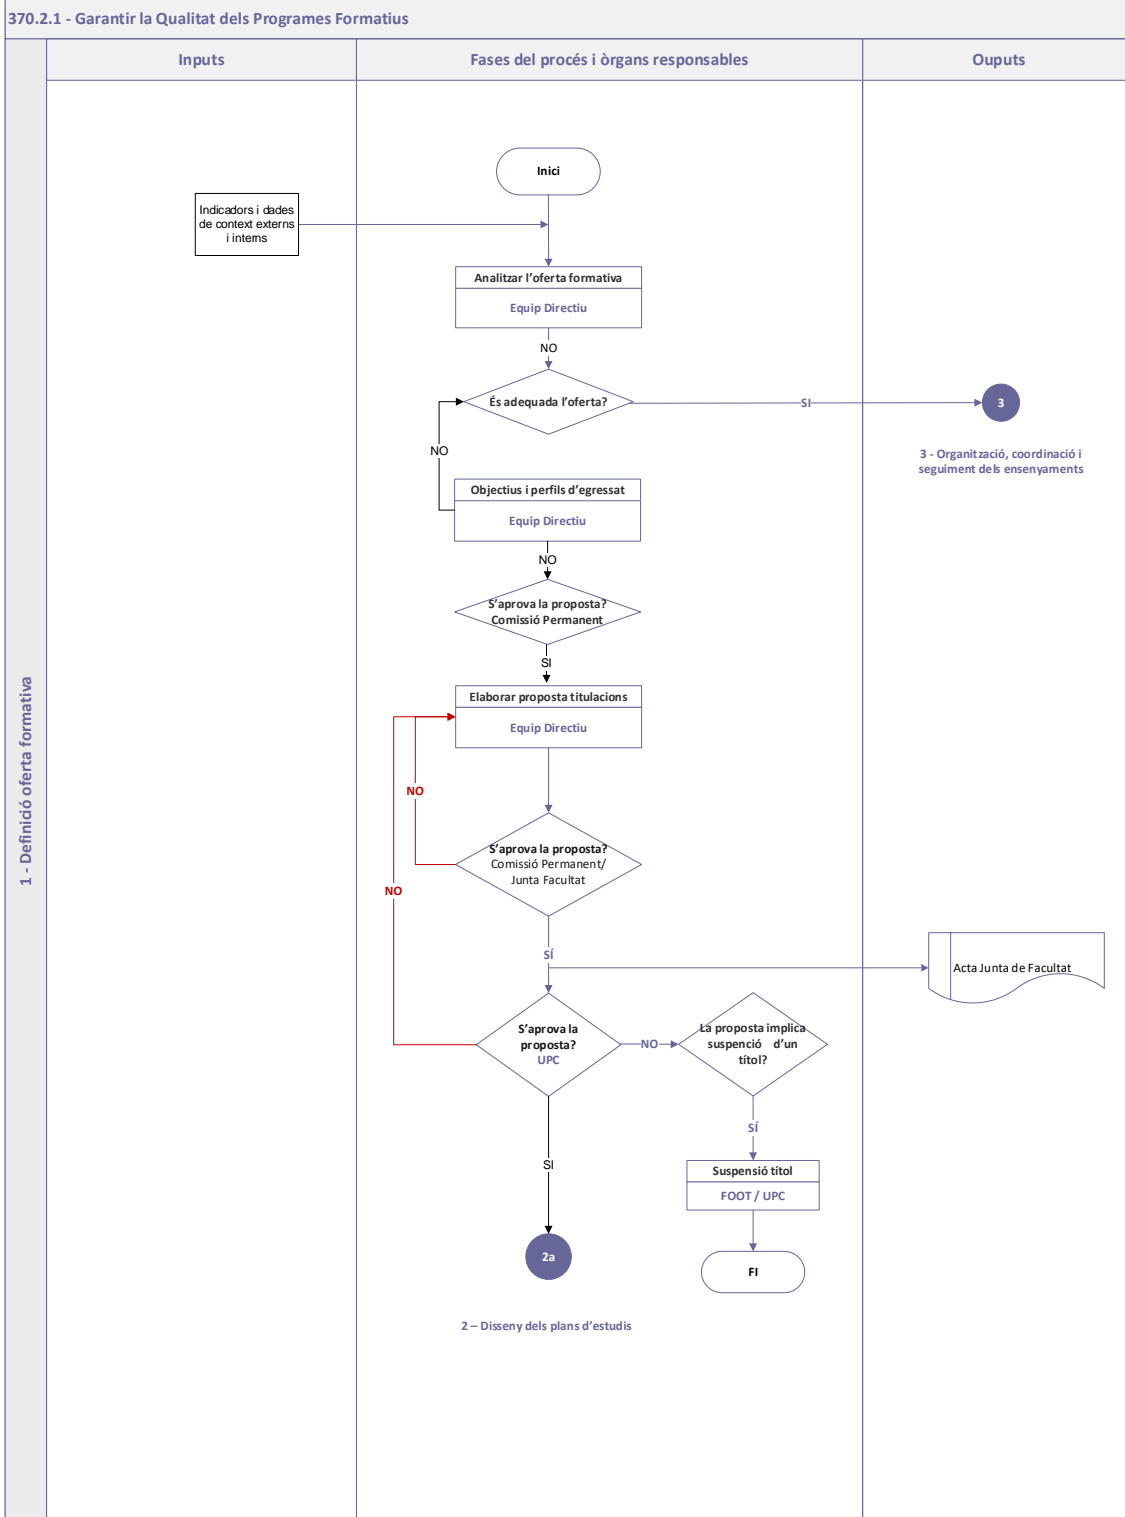 370.2.1 - Garantir la Qualitat dels Programes Formatius
Inputs
Fases del procés i òrgans responsables
Ouputs
1 - Definició oferta formativa
Inici
Indicadors i dades
de context externs
i interns
Analitzar l'oferta formativa
Equip Directiu
NO
És adequada l'oferta?
SI
3
3 - Organització, coordinació i
seguiment dels ensenyaments
NO
Objectius i perfils d'egressat
Equip Directiu
NO
S'aprova la proposta?
Comissió Permanent
SI
Elaborar proposta titulacions
Equip Directiu
NO
S'aprova la proposta?
Comissió Permanent/
Junta Facultat
NO
SÍ
Acta Junta de Facultat
S'aprova la
proposta?
UPC
NO
La proposta implica
suspenció d'un
títol?
SÍ
SI
Suspensió títol
FOOT / UPC
2a
FI
2 – Disseny dels plans d'estudis